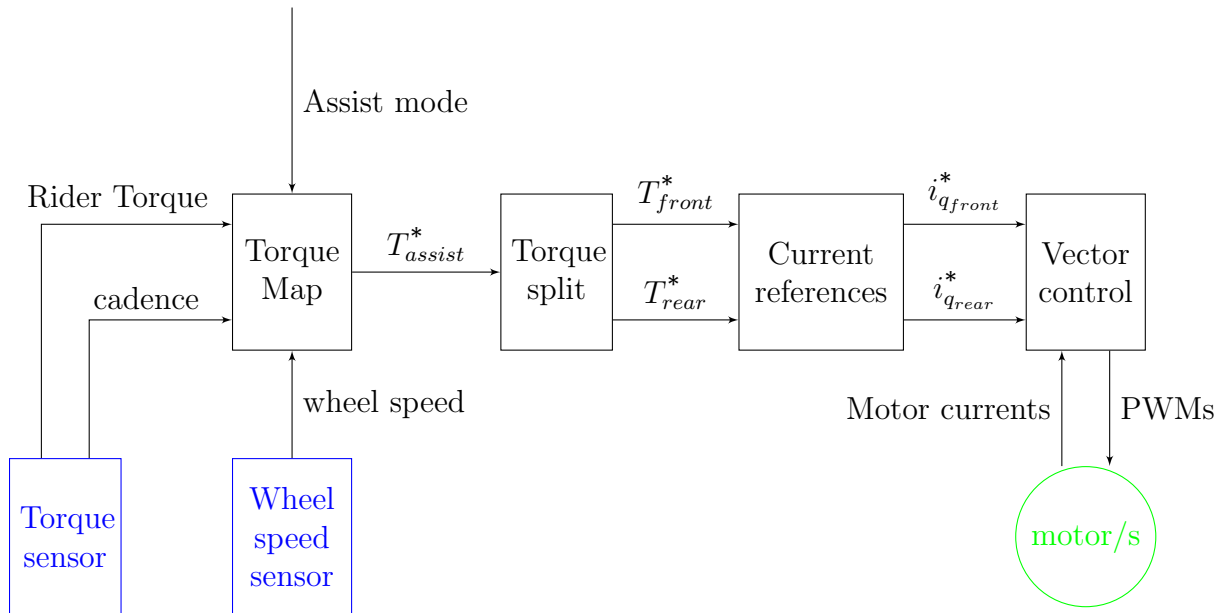 Assist mode
Rider Torque
T*assist
T*front
i*qfront
Torque
Map
Torque
split
Current
references
Vector
control
cadence
T*rear
i*qrear
wheel speed
Motor currents
PWMs
Torque
sensor
Wheel
speed
sensor
motor/s